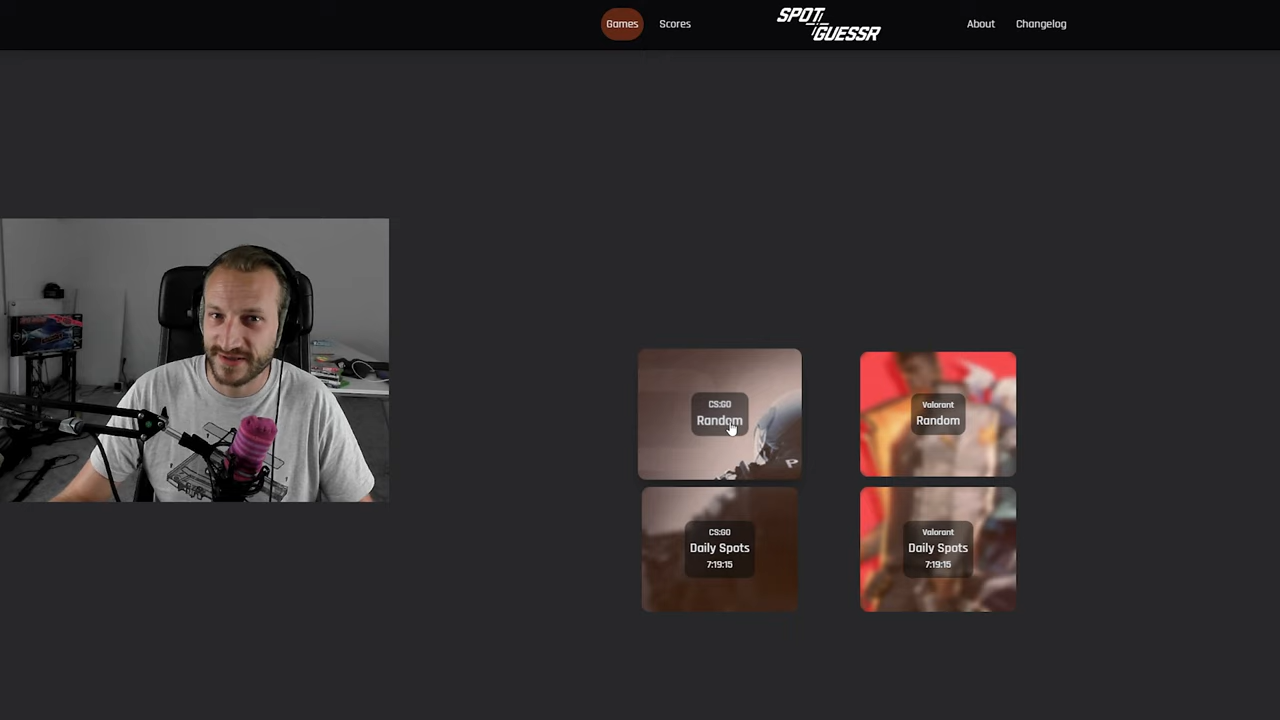 Games
Scores
SPOT
GUESSR
About
Changelog
CS:GO
Random
Valorant
Random
CS:GO
Daily Spots
7:19:15
Valorant
Daily Spots
7:19:15
P